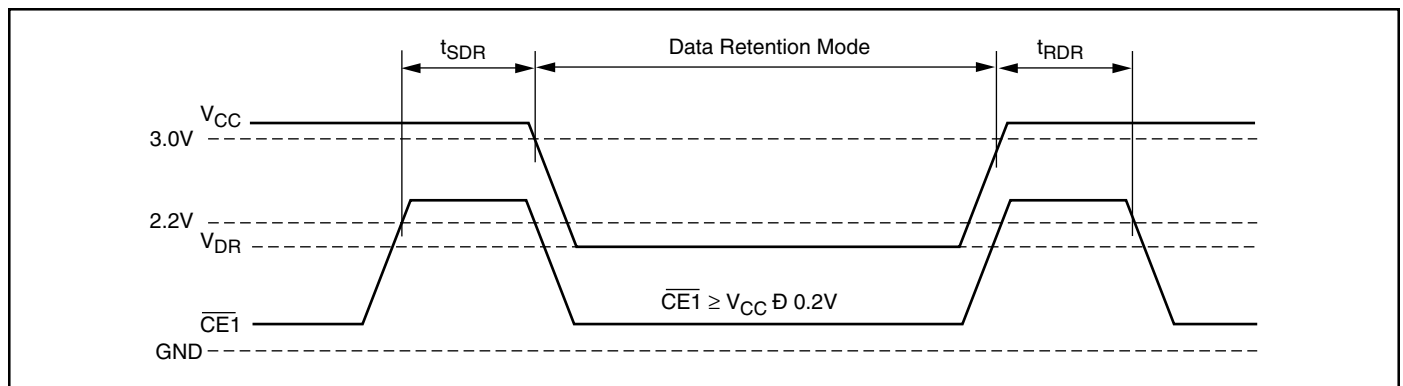 tSDR
Data Retention Mode
tRDR
VCC
3.0V
2.2V
VDR
CE1 ≥ VCC Ð 0.2V
CE1
GND